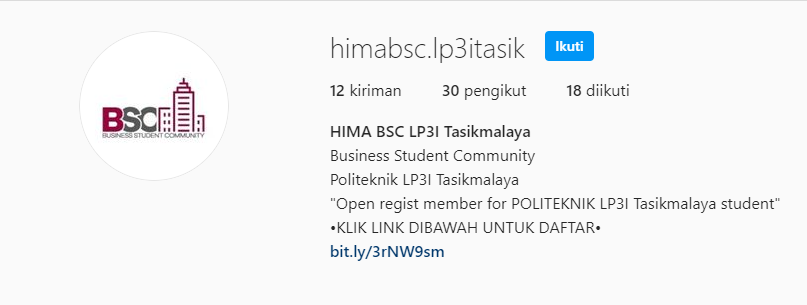 BSC
BUSINESS STUDENT COMMUNITY
himabsc.lp3itasik Ikuti
12 kiriman 30 pengikut 18 diikuti
HIMA BSC LP3I Tasikmalaya
Business Student Community
Politeknik LP3I Tasikmalaya
"Open regist member for POLITEKNIK LP3I Tasikmalaya student"
•KLIK LINK DIBAWAH UNTUK DAFTAR•
bit.ly/3rNW9sm